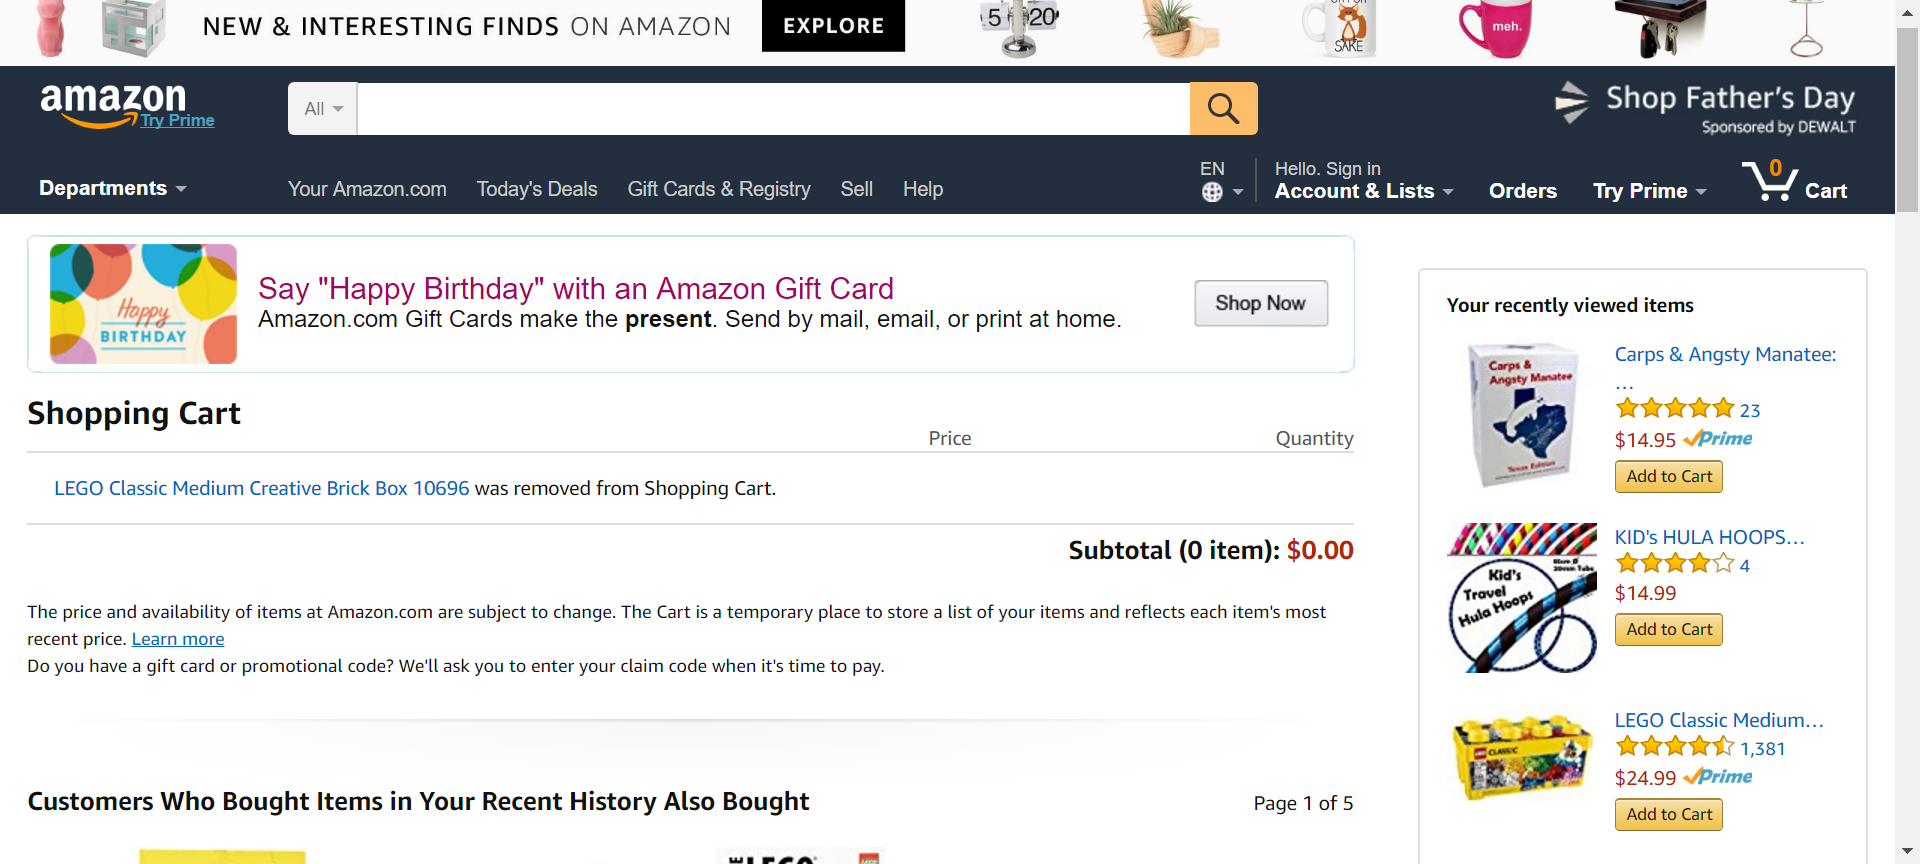 NEW & INTERESTING FINDS ON AMAZON EXPLORE
5 20
SAKE
meh.
amazon
Try Prime
All
Shop Father's Day
Sponsored by DEWALT
Departments
Your Amazon.com Today's Deals Gift Cards & Registry Sell Help
EN
Hello. Sign in
Account & Lists
Orders
Try Prime
0
Cart
Happy
BIRTHDAY
Say "Happy Birthday" with an Amazon Gift Card
Amazon.com Gift Cards make the present. Send by mail, email, or print at home.
Shop Now
Shopping Cart
Price Quantity
LEGO Classic Medium Creative Brick Box 10696 was removed from Shopping Cart.
Subtotal (0 item): $0.00
The price and availability of items at Amazon.com are subject to change. The Cart is a temporary place to store a list of your items and reflects each item's most
recent price. Learn more
Do you have a gift card or promotional code? We'll ask you to enter your claim code when it's time to pay.
Customers Who Bought Items in Your Recent History Also Bought
Page 1 of 5
LEGO
Your recently viewed items
Carps &
Angsty Manatee
Texas Edition
Carps & Angsty Manatee:
…
23
$14.95 Prime
Add to Cart
Kid's
Travel
Hula Hoops
KID's HULA HOOPS…
4
$14.99
Add to Cart
CLASSIC
LEGO Classic Medium…
1,381
$24.99 Prime
Add to Cart